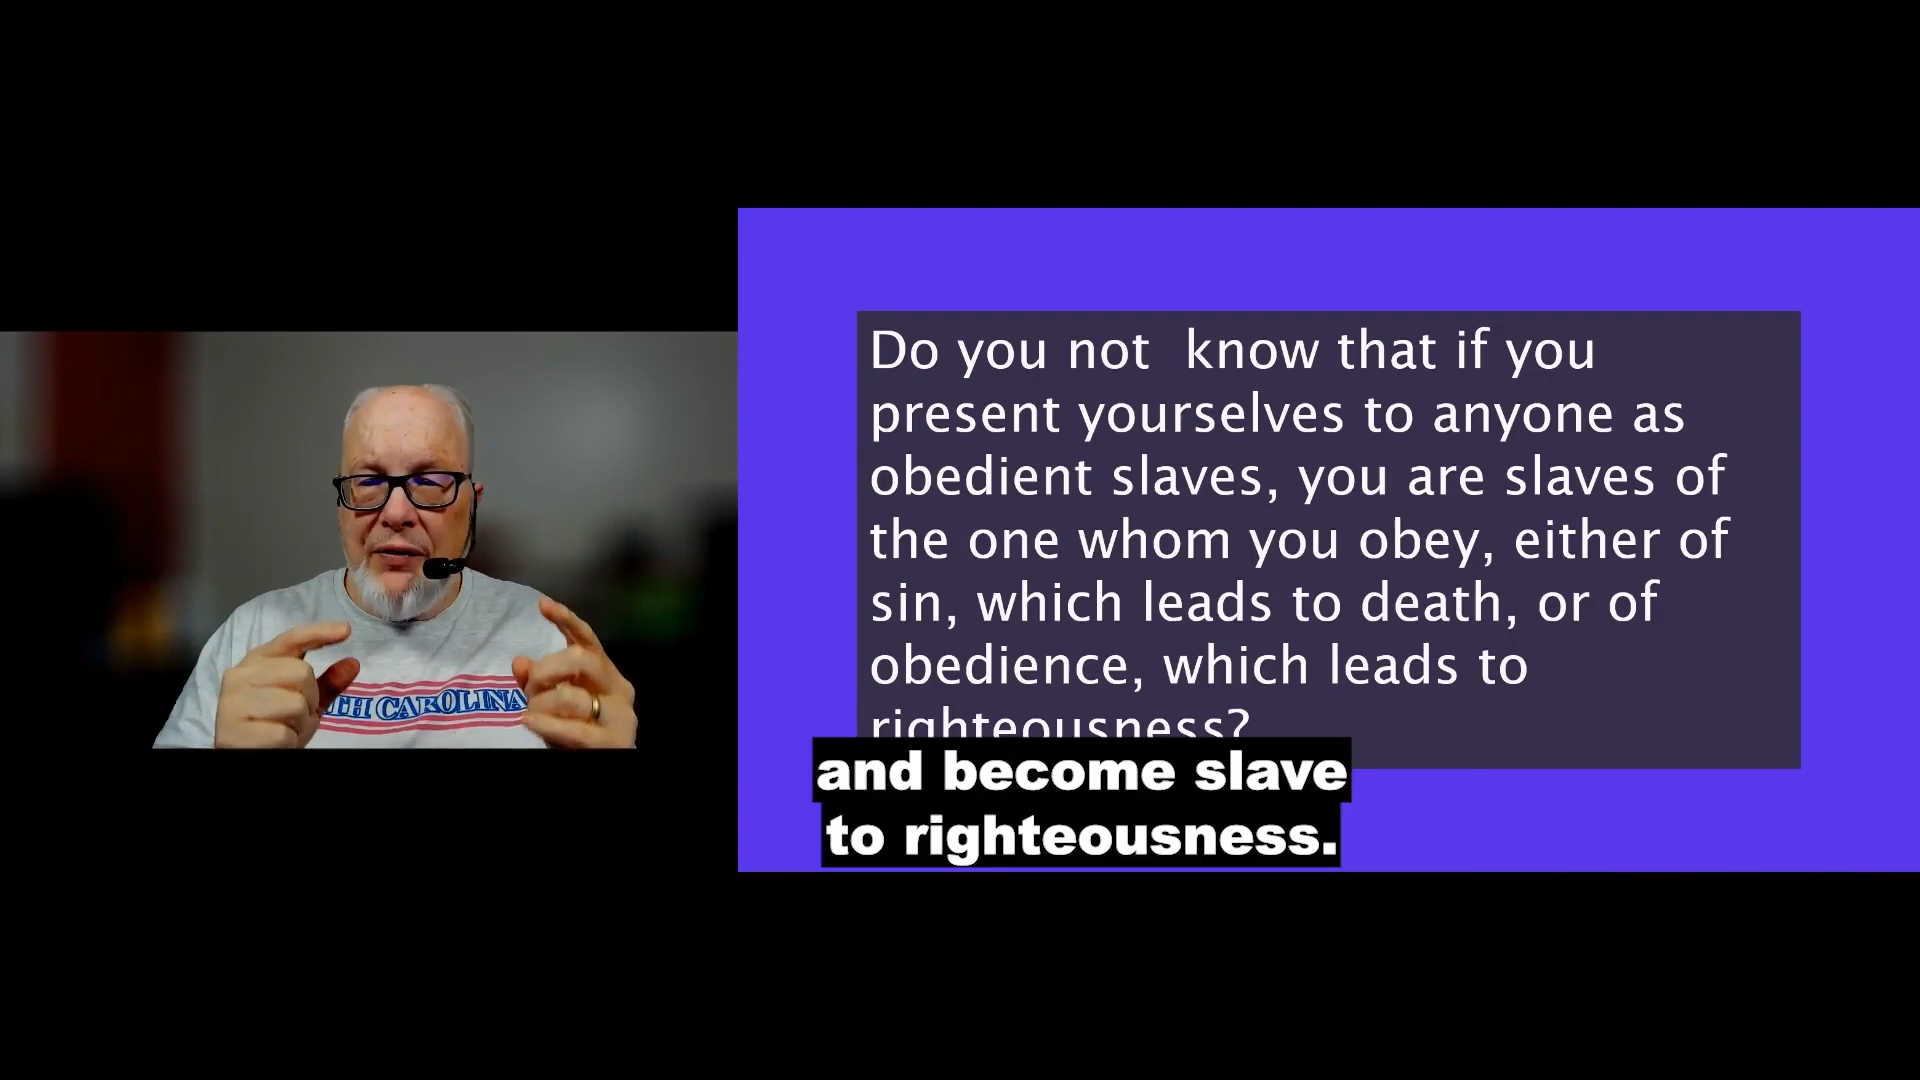 Do you not  know that if you
present yourselves to anyone as
obedient slaves, you are slaves of
the one whom you obey, either of
sin, which leads to death, or of
obedience, which leads to
righteousness?
and become slave
to righteousness.
CAROLINA